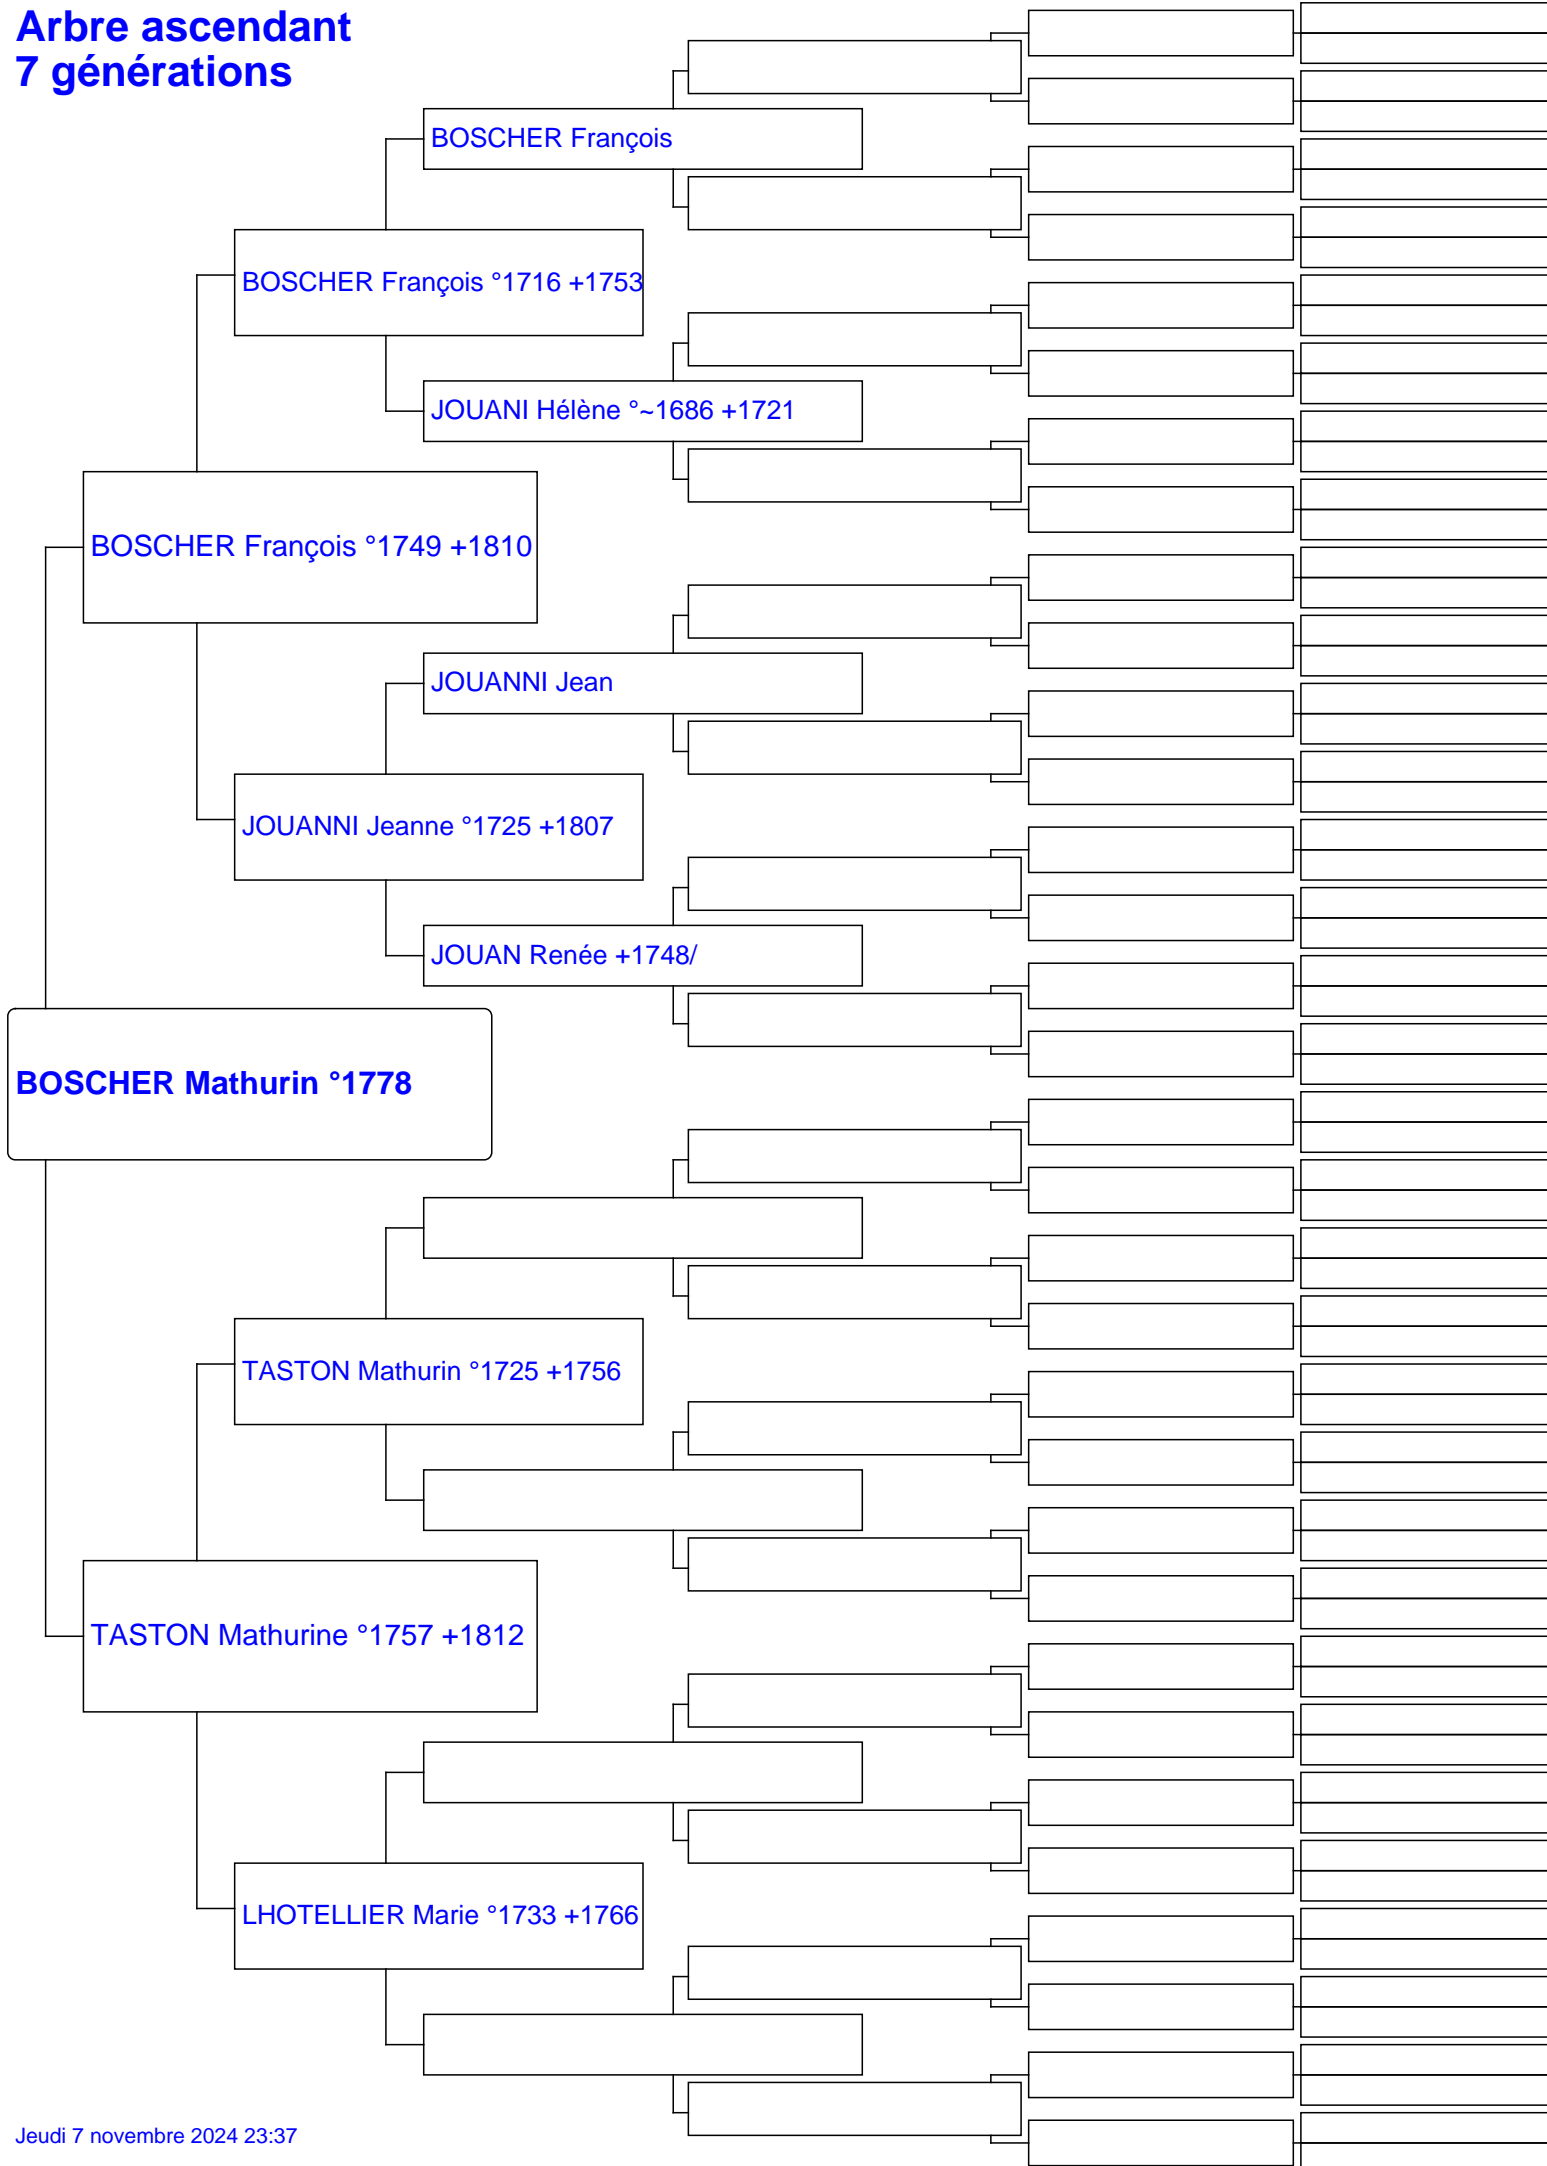 Arbre ascendant
7 générations
BOSCHER François
BOSCHER François °1716 +1753
JOUANI Hélène °~1686 +1721
BOSCHER François °1749 +1810
JOUANNI Jean
JOUANNI Jeanne °1725 +1807
JOUAN Renée +1748/
BOSCHER Mathurin °1778
TASTON Mathurin °1725 +1756
TASTON Mathurine °1757 +1812
LHOTELLIER Marie °1733 +1766
Jeudi 7 novembre 2024 23:37